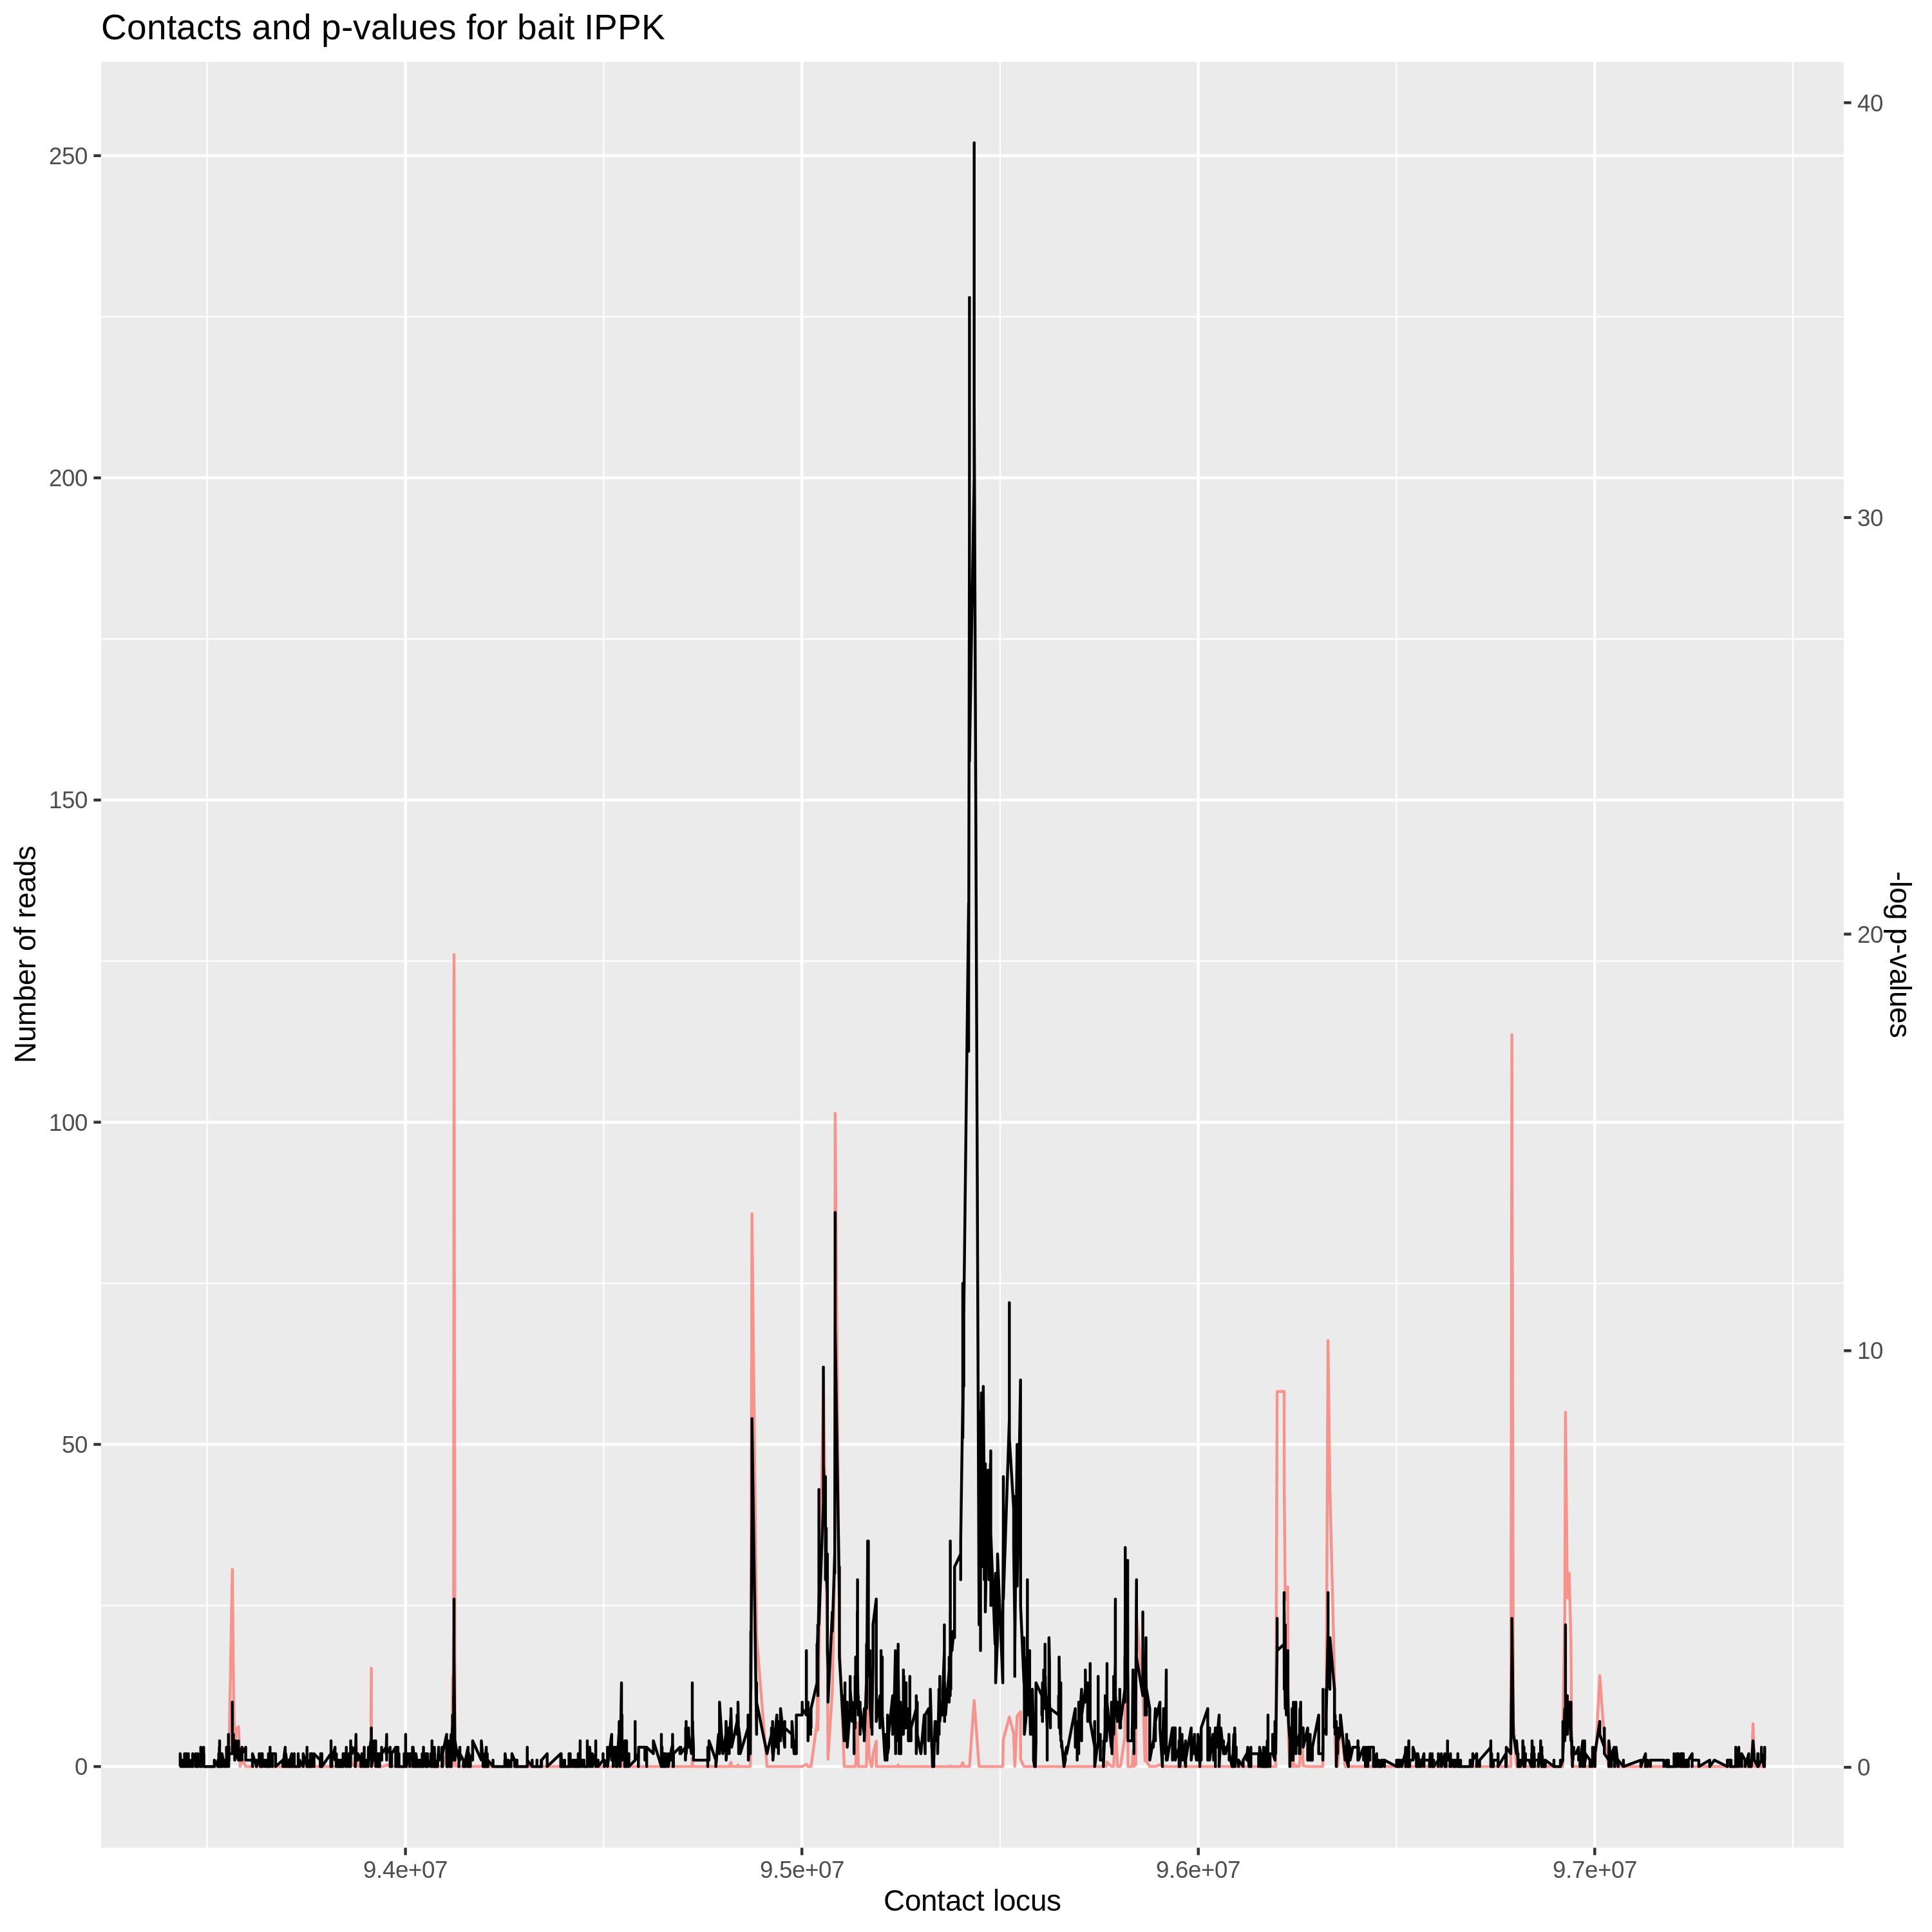 Contacts and p-values for bait IPPK
250
200
150
100
50
0
40
30
20
10
0
Number of reads
-log p-values
9.4e+07 9.5e+07 9.6e+07 9.7e+07
Contact locus